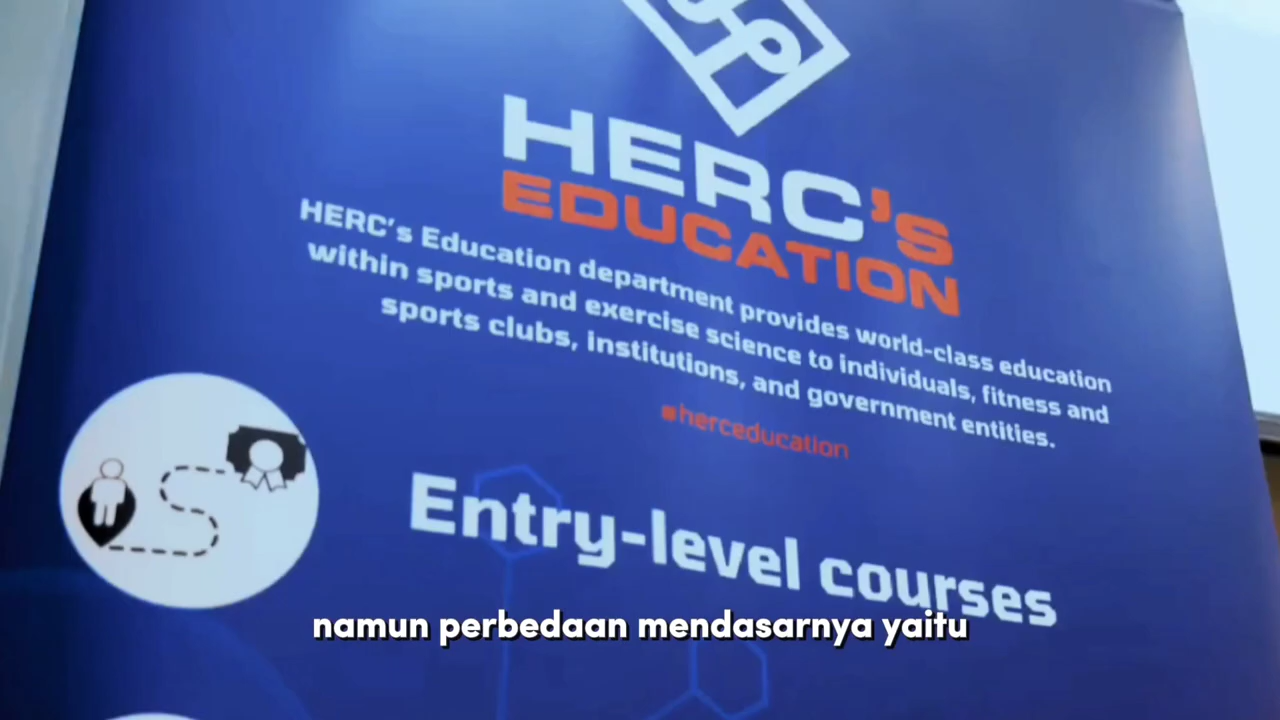 HERC's
EDUCATION
HERC's Education department provides world-class education
within sports and exercise science to individuals, fitness and
sports clubs, institutions, and government entities.
#herceducation
Entry-level courses
namun perbedaan mendasarnya yaitu